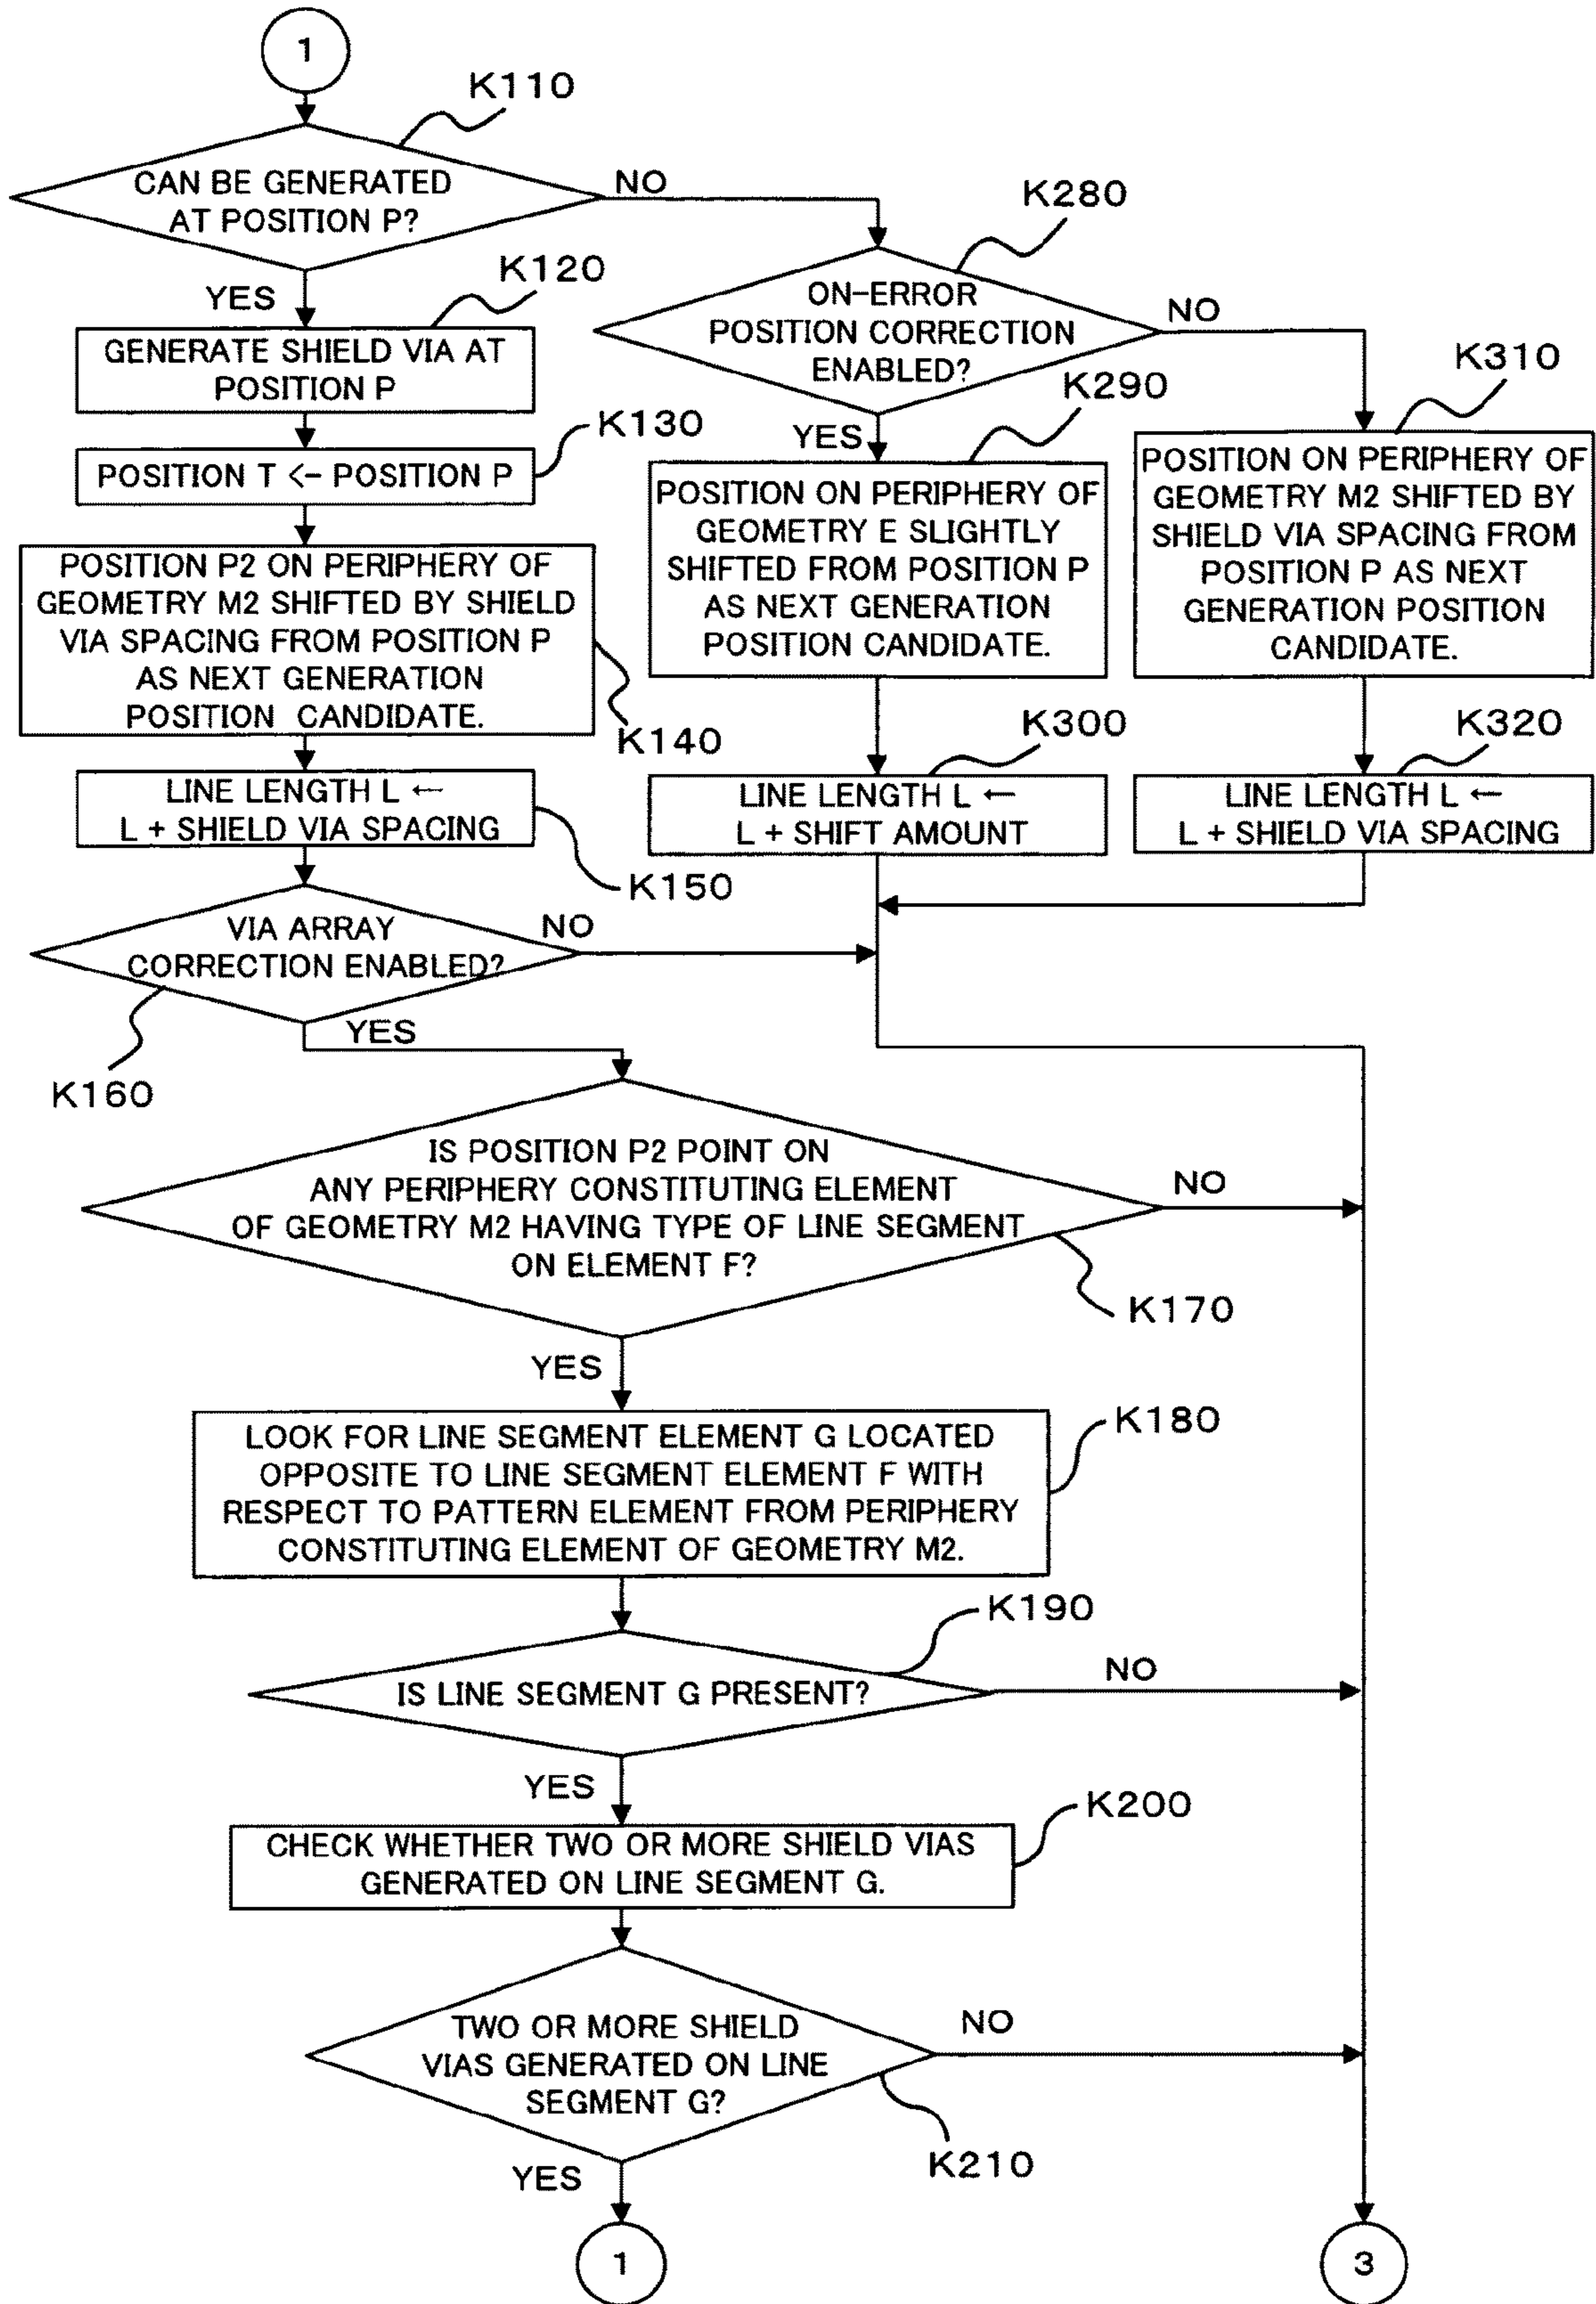 1
K110
CAN BE GENERATED
AT POSITION P?
NO
YES
K120
GENERATE SHIELD VIA AT
POSITION P
K130
POSITION T <- POSITION P
POSITION P2 ON PERIPHERY OF
GEOMETRY M2 SHIFTED BY SHIELD
VIA SPACING FROM POSITION P
AS NEXT GENERATION
POSITION CANDIDATE.
K140
LINE LENGTH L ←
L + SHIELD VIA SPACING
K150
VIA ARRAY
CORRECTION ENABLED?
NO
YES
K160
K280
ON-ERROR
POSITION CORRECTION
ENABLED?
NO
YES
K290
POSITION ON PERIPHERY OF
GEOMETRY E SLIGHTLY
SHIFTED FROM POSITION P
AS NEXT GENERATION
POSITION CANDIDATE.
K300
LINE LENGTH L ←
L + SHIFT AMOUNT
K310
POSITION ON PERIPHERY OF
GEOMETRY M2 SHIFTED BY
SHIELD VIA SPACING FROM
POSITION P AS NEXT
GENERATION POSITION
CANDIDATE.
K320
LINE LENGTH L ←
L + SHIELD VIA SPACING
IS POSITION P2 POINT ON
ANY PERIPHERY CONSTITUTING ELEMENT
OF GEOMETRY M2 HAVING TYPE OF LINE SEGMENT
ON ELEMENT F?
NO
K170
YES
LOOK FOR LINE SEGMENT ELEMENT G LOCATED
OPPOSITE TO LINE SEGMENT ELEMENT F WITH
RESPECT TO PATTERN ELEMENT FROM PERIPHERY
CONSTITUTING ELEMENT OF GEOMETRY M2.
K180
K190
IS LINE SEGMENT G PRESENT?
NO
YES
K200
CHECK WHETHER TWO OR MORE SHIELD VIAS
GENERATED ON LINE SEGMENT G.
TWO OR MORE SHIELD
VIAS GENERATED ON LINE
SEGMENT G?
NO
K210
YES
1
3